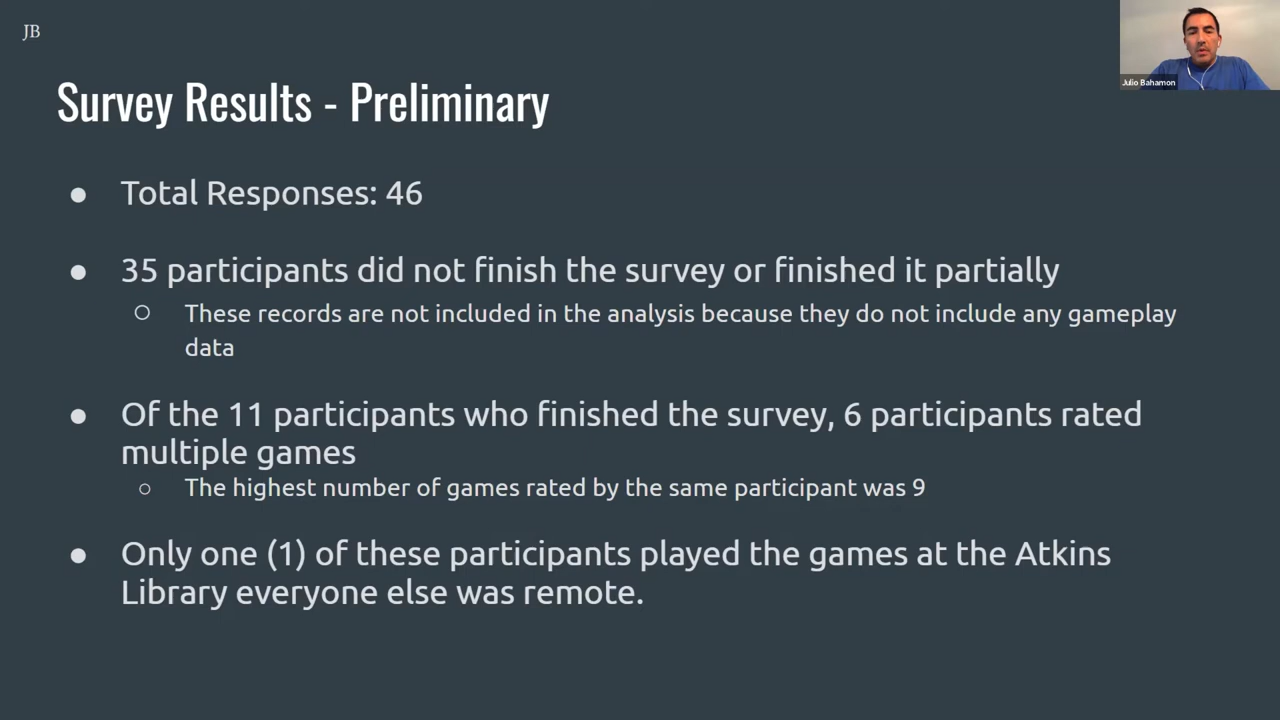 JB
Julio Bahamon
Survey Results - Preliminary
● Total Responses: 46
● 35 participants did not finish the survey or finished it partially
○ These records are not included in the analysis because they do not include any gameplay
data
● Of the 11 participants who finished the survey, 6 participants rated
multiple games
○ The highest number of games rated by the same participant was 9
● Only one (1) of these participants played the games at the Atkins
Library everyone else was remote.